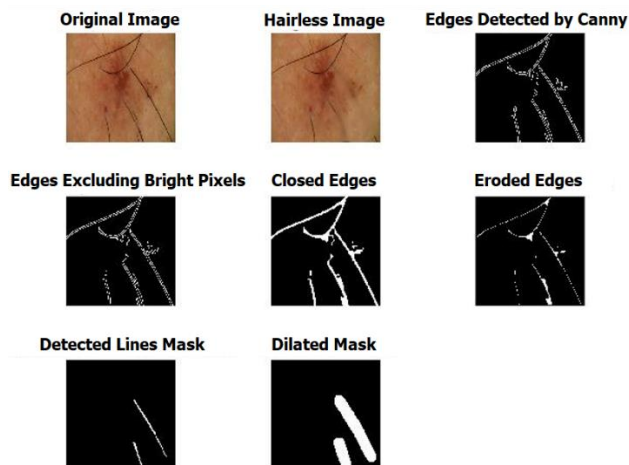 Original Image
Hairless Image
Edges Detected by Canny
Edges Excluding Bright Pixels
Closed Edges
Eroded Edges
Detected Lines Mask
Dilated Mask